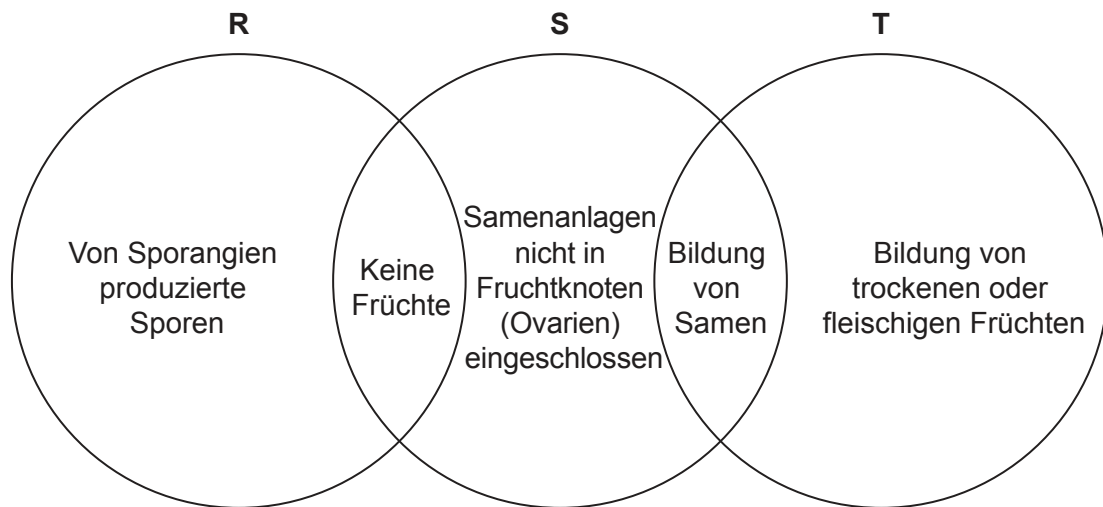 R
S
T
Von Sporangien
produzierte
Sporen
Keine
Früchte
Samenanlagen
nicht in
Fruchtknoten
(Ovarien)
eingeschlossen
Bildung
von
Samen
Bildung von
trockenen oder
fleischigen Früchten